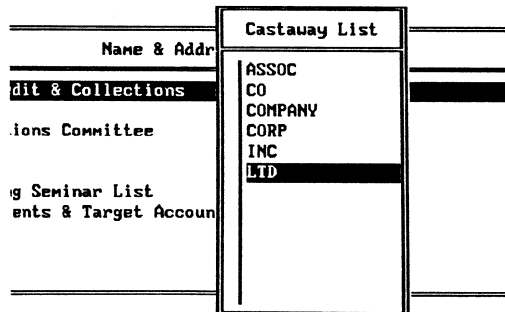 Castaway List
Name & Addr
dit & Collections
ions Committee
g Seminar List
ents & Target Accoun
ASSOC
CO
COMPANY
CORP
INC
LTD